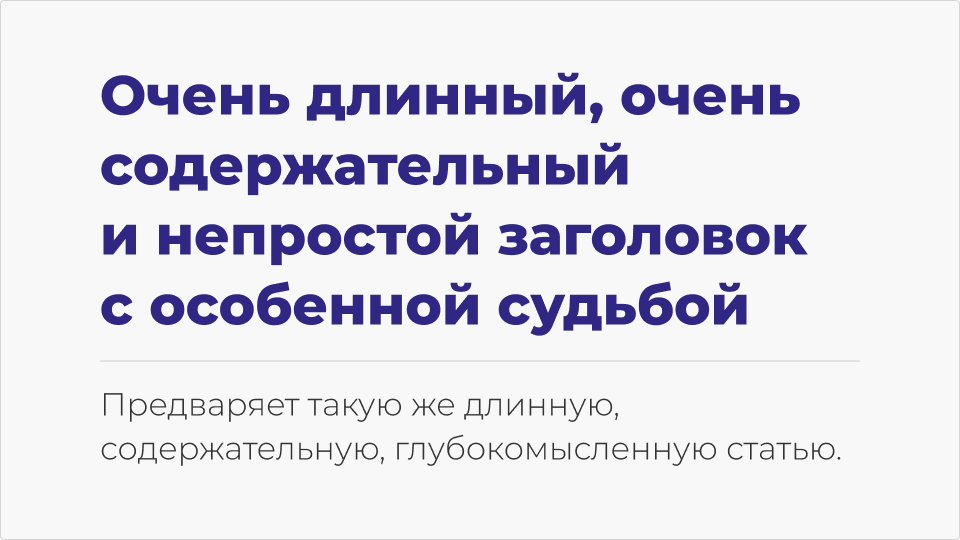 Очень длинный, очень
содержательный
и непростой заголовок
с особенной судьбой
Предваряет такую же длинную,
содержательную, глубокомысленную статью.